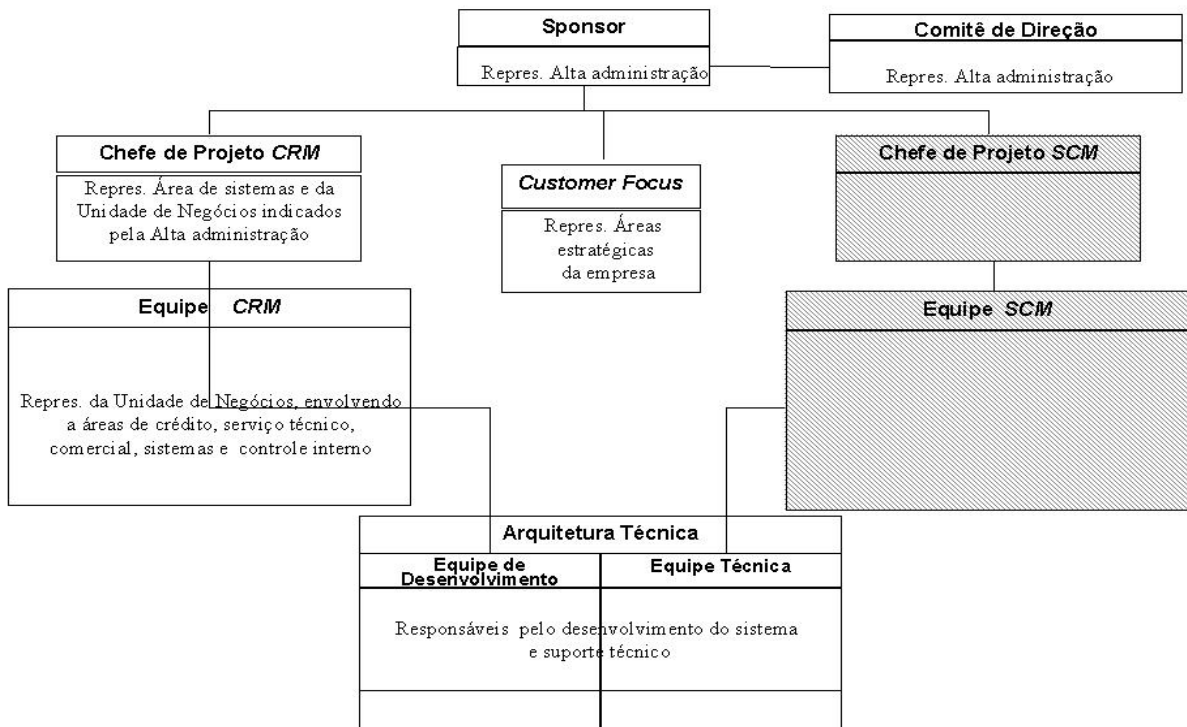 Sponsor
Repres. Alta administração
Comitê de Direção
Repres. Alta administração
Chefe de Projeto CRM
Repres. Área de sistemas e da
Unidade de Negócios indicados
pela Alta administração
Customer Focus
Repres. Áreas
estratégicas
da empresa
Chefe de Projeto SCM
Equipe CRM
Repres. da Unidade de Negócios, envolvendo
a áreas de crédito, serviço técnico,
comercial, sistemas e controle interno
Equipe SCM
Arquitetura Técnica
Equipe de
Desenvolvimento
Equipe Técnica
Responsáveis pelo desenvolvimento do sistema
e suporte técnico